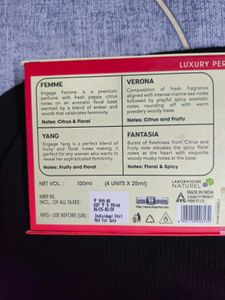 LUXURY PER
FEMME
Engage Femme is a premium
perfume with fresh peppy citrus
notes on an aromatic floral base
warmed by a blend of amber and
woods that celebrates femininity.
Notes: Citrus & Floral
VERONA
Composition of fresh fragrance
aligned with intense marine sea notes
followed by playful spicy aromatic
notes rounding off with warm
powdery woody trese.
Notes: Citrus and Fruity
YANG
Engage Yang is a perfect blend of
fruity and floral notes making it
perfect for any woman who wants to
reveal her sophisticated femininity.
Notes: Fruity and Floral
FANTASIA
Bursts of freshness from Citrus and
fruity note elevates the spicy floral
notes at the heart with exquisite
woody musky notes at the base.
Notes: Floral & Spicy
NET VOL. : 100ml (4 UNITS X 25ml)
MRP RS.
INCL. OF ALL TAXES :
MFG.- USE BEFORE (UB):
Individual Unit
Not For Sale
LABORATOIRE
NATUREL
MADE IN INDIA
A QUALITY PRODUCT